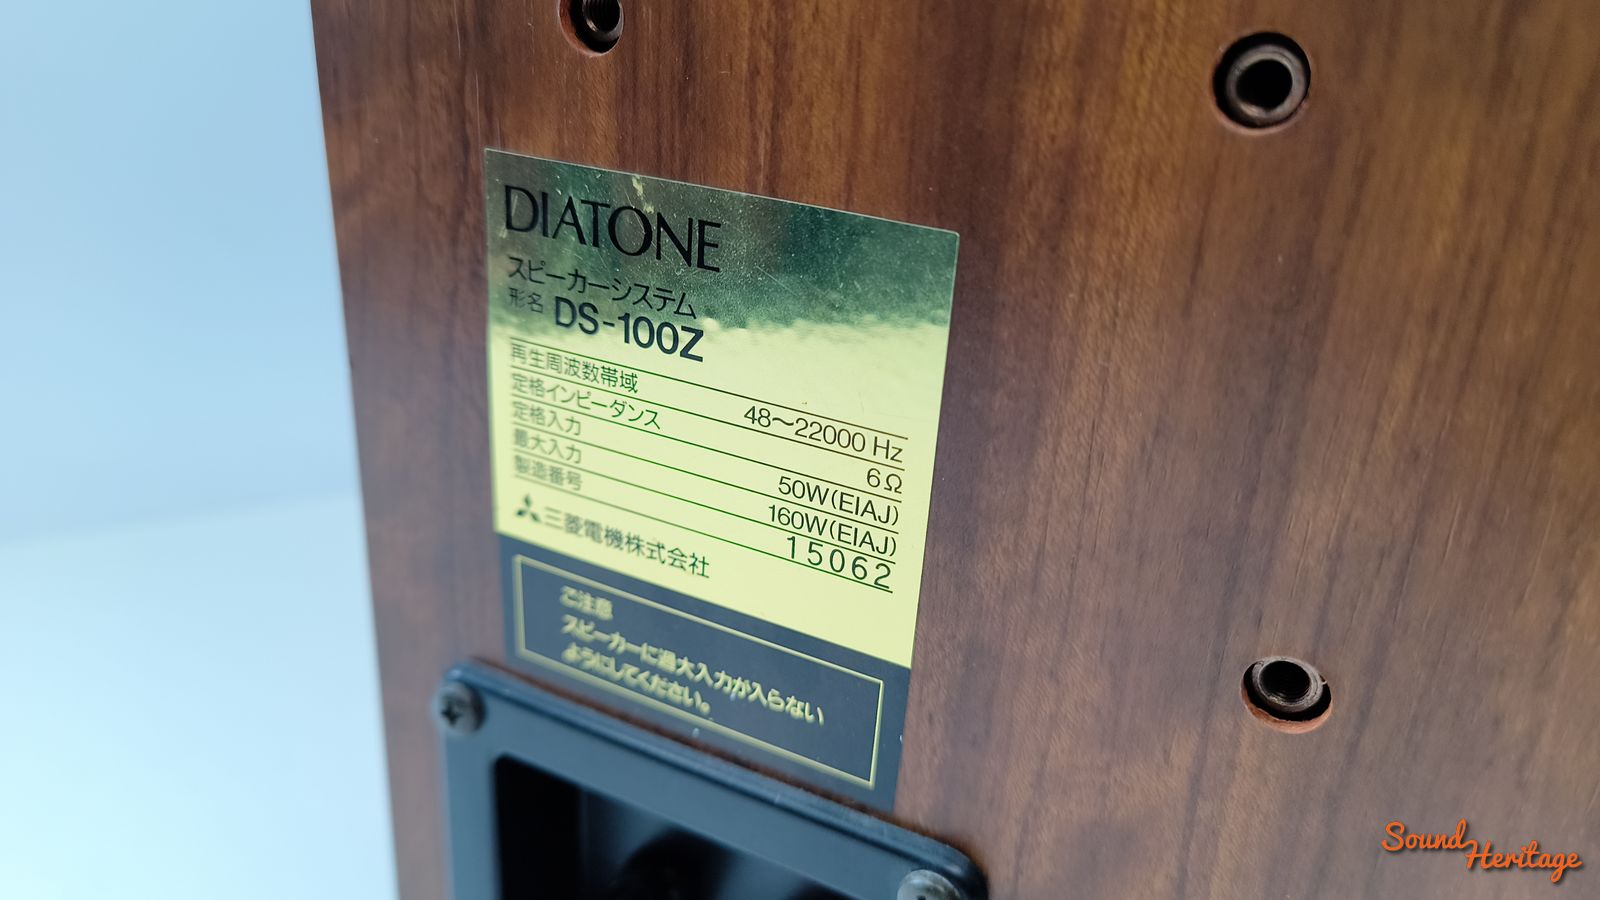 DIATONE
スピーカーシステム
形名 DS-100Z
再生周波数帯域 48〜22000 Hz
定格インピーダンス 6Ω
定格入力 50W(EIAJ)
最大入力 160W(EIAJ)
製造番号 15062
三菱電機株式会社
ご注意
スピーカーに過大入力が入らない
ようにしてください。
Sound
Heritage